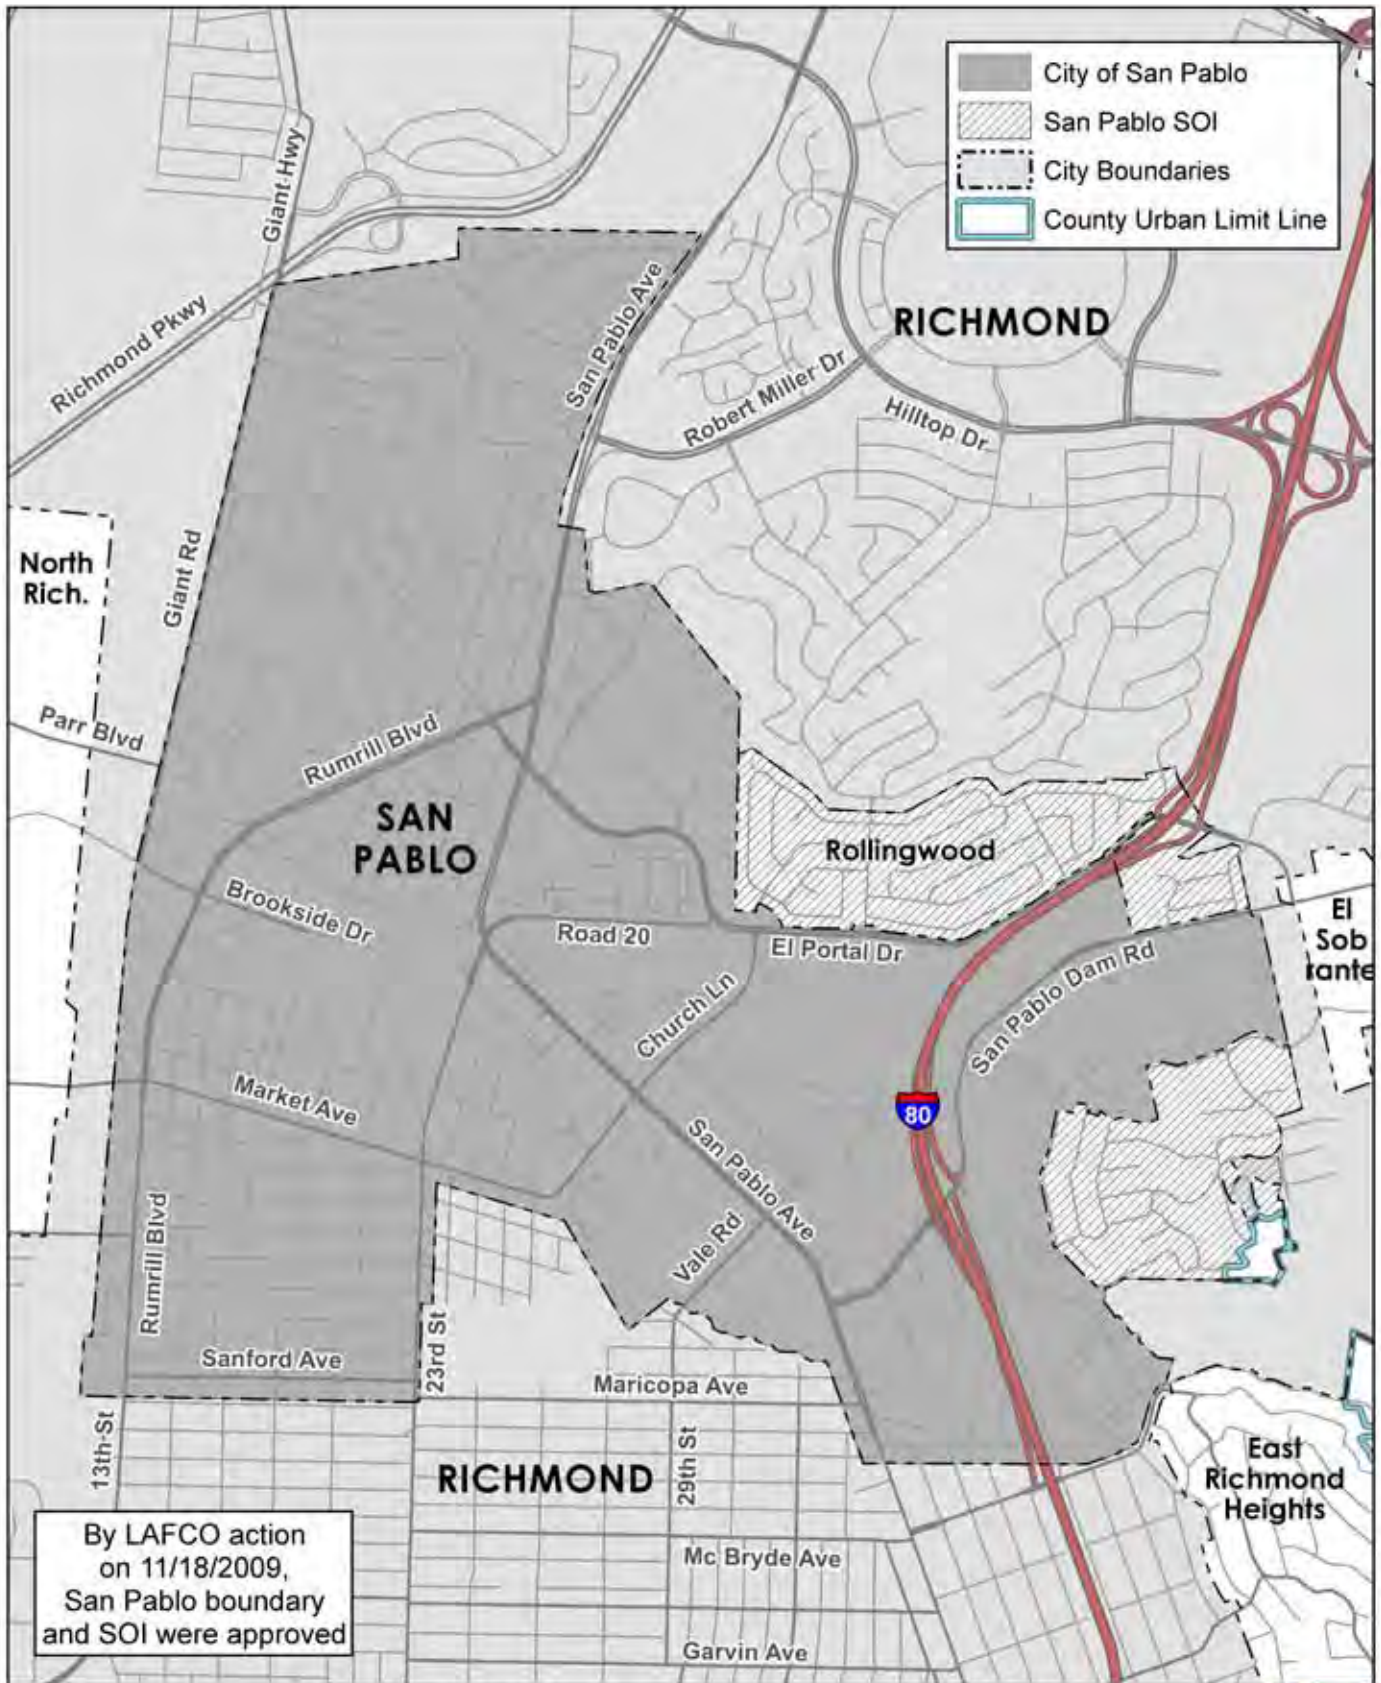 City of San Pablo
San Pablo SOI
City Boundaries
County Urban Limit Line
Giant Hwy
Richmond Pkwy
San Pablo Ave
RICHMOND
Robert Miller Dr
Hilltop Dr
North
Rich.
Giant Rd
Parr Blvd
Rumrill Blvd
SAN
PABLO
Rollingwood
Brookside Dr
Road 20
El Portal Dr
El
Sob
rante
San Pablo Dam Rd
Church Ln
Market Ave
80
San Pablo Ave
Vale Rd
Rumrill Blvd
23rd St
Sanford Ave
Maricopa Ave
13th St
29th St
RICHMOND
East
Richmond
Heights
Mc Bryde Ave
Garvin Ave
By LAFCO action
on 11/18/2009,
San Pablo boundary
and SOI were approved